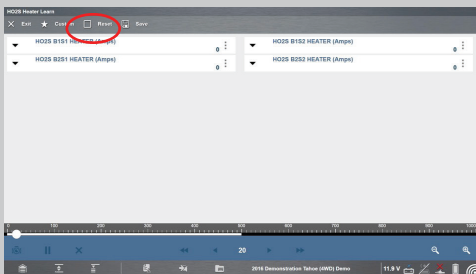 HO2S Heater Learn
Exit Custom Reset Save
HO2S B1S1 HEATER (Amps) 0
HO2S B1S2 HEATER (Amps) 0
HO2S B2S1 HEATER (Amps) 0
HO2S B2S2 HEATER (Amps) 0
0 100 200 300 400 500 600 700 800 900 1000
20
2016 Demonstration Tahoe (4WD) Demo 11.9 V